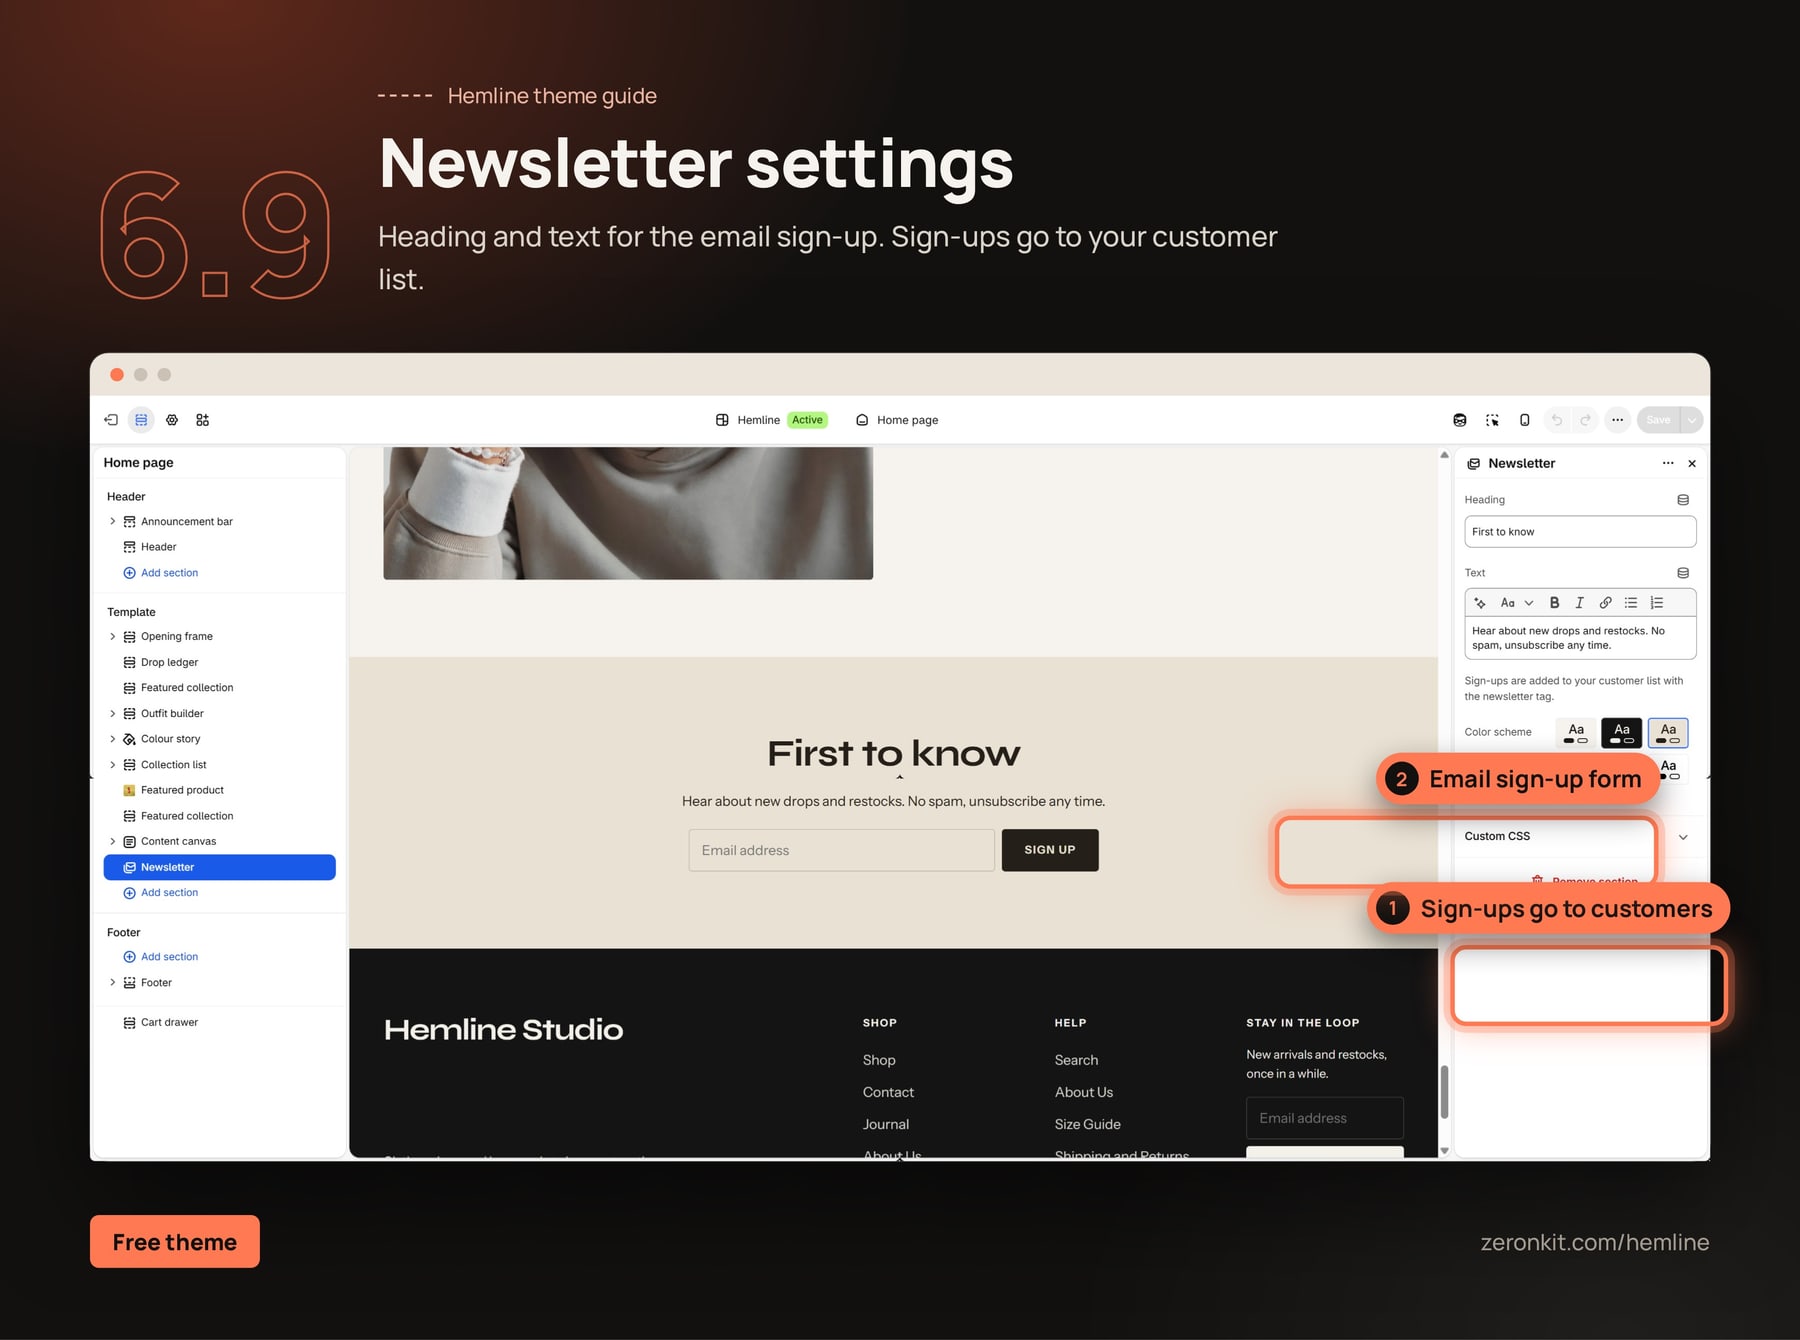 Hemline theme guide
6.9
Newsletter settings
Heading and text for the email sign-up. Sign-ups go to your customer
list.
Hemline Active
Home page
Save
Home page
Header
Announcement bar
Header
Add section
Template
Opening frame
Drop ledger
Featured collection
Outfit builder
Colour story
Collection list
Featured product
Featured collection
Content canvas
Newsletter
Add section
Footer
Add section
Footer
Cart drawer
First to know
Hear about new drops and restocks. No spam, unsubscribe any time.
Email address
SIGN UP
Hemline Studio
SHOP
Shop
Contact
Journal
About Us
HELP
Search
About Us
Size Guide
Shipping and Returns
STAY IN THE LOOP
New arrivals and restocks,
once in a while.
Email address
Newsletter
Heading
First to know
Text
Aa
B I
Hear about new drops and restocks. No
spam, unsubscribe any time.
Sign-ups are added to your customer list with
the newsletter tag.
Color scheme
Aa
Aa
Aa
Aa
2 Email sign-up form
Custom CSS
Remove section
1 Sign-ups go to customers
Free theme
zeronkit.com/hemline